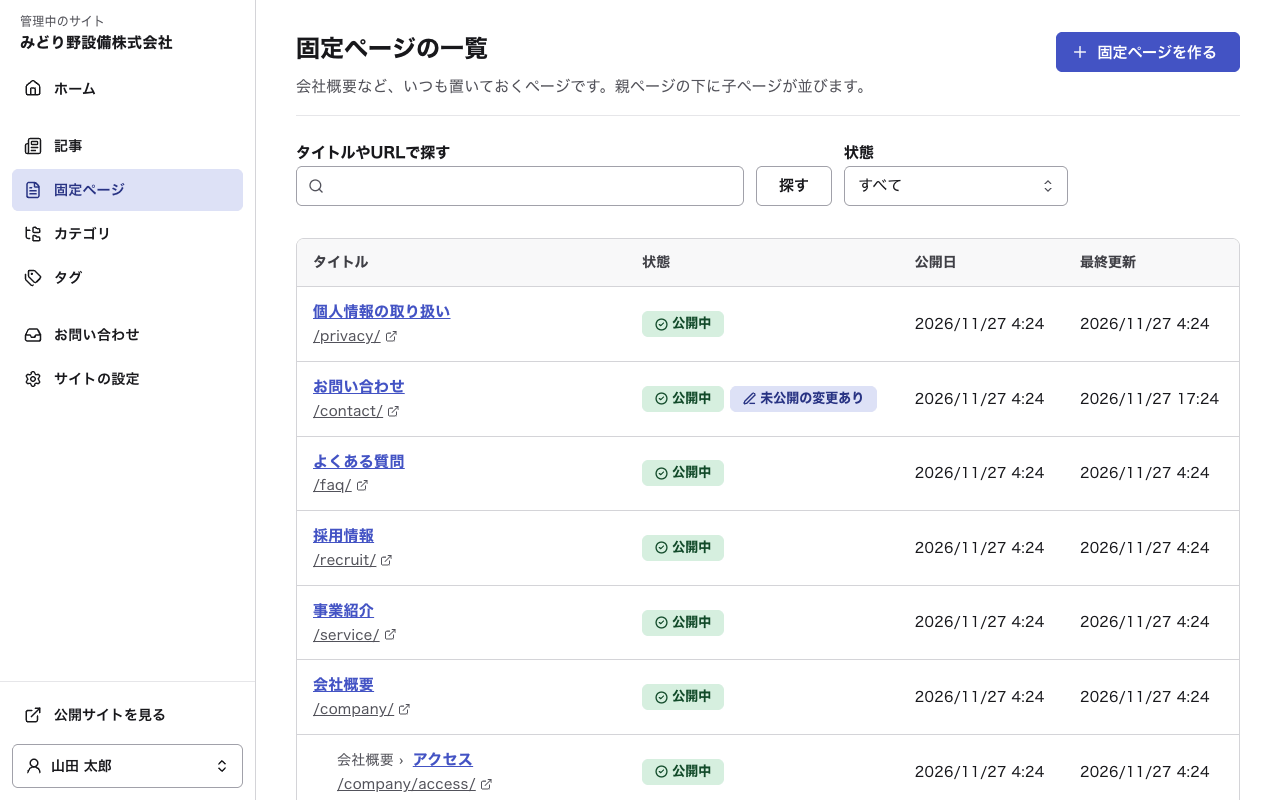 管理中のサイト
みどり野設備株式会社
ホーム
記事
固定ページ
カテゴリ
タグ
お問い合わせ
サイトの設定
公開サイトを見る
山田 太郎
固定ページの一覧
会社概要など、いつも置いておくページです。親ページの下に子ページが並びます。
固定ページを作る
タイトルやURLで探す
探す
状態
すべて
タイトル 状態 公開日 最終更新
個人情報の取り扱い
/privacy/
公開中 2026/11/27 4:24 2026/11/27 4:24
お問い合わせ
/contact/
公開中 未公開の変更あり 2026/11/27 4:24 2026/11/27 17:24
よくある質問
/faq/
公開中 2026/11/27 4:24 2026/11/27 4:24
採用情報
/recruit/
公開中 2026/11/27 4:24 2026/11/27 4:24
事業紹介
/service/
公開中 2026/11/27 4:24 2026/11/27 4:24
会社概要
/company/
公開中 2026/11/27 4:24 2026/11/27 4:24
会社概要 › アクセス
/company/access/
公開中 2026/11/27 4:24 2026/11/27 4:24